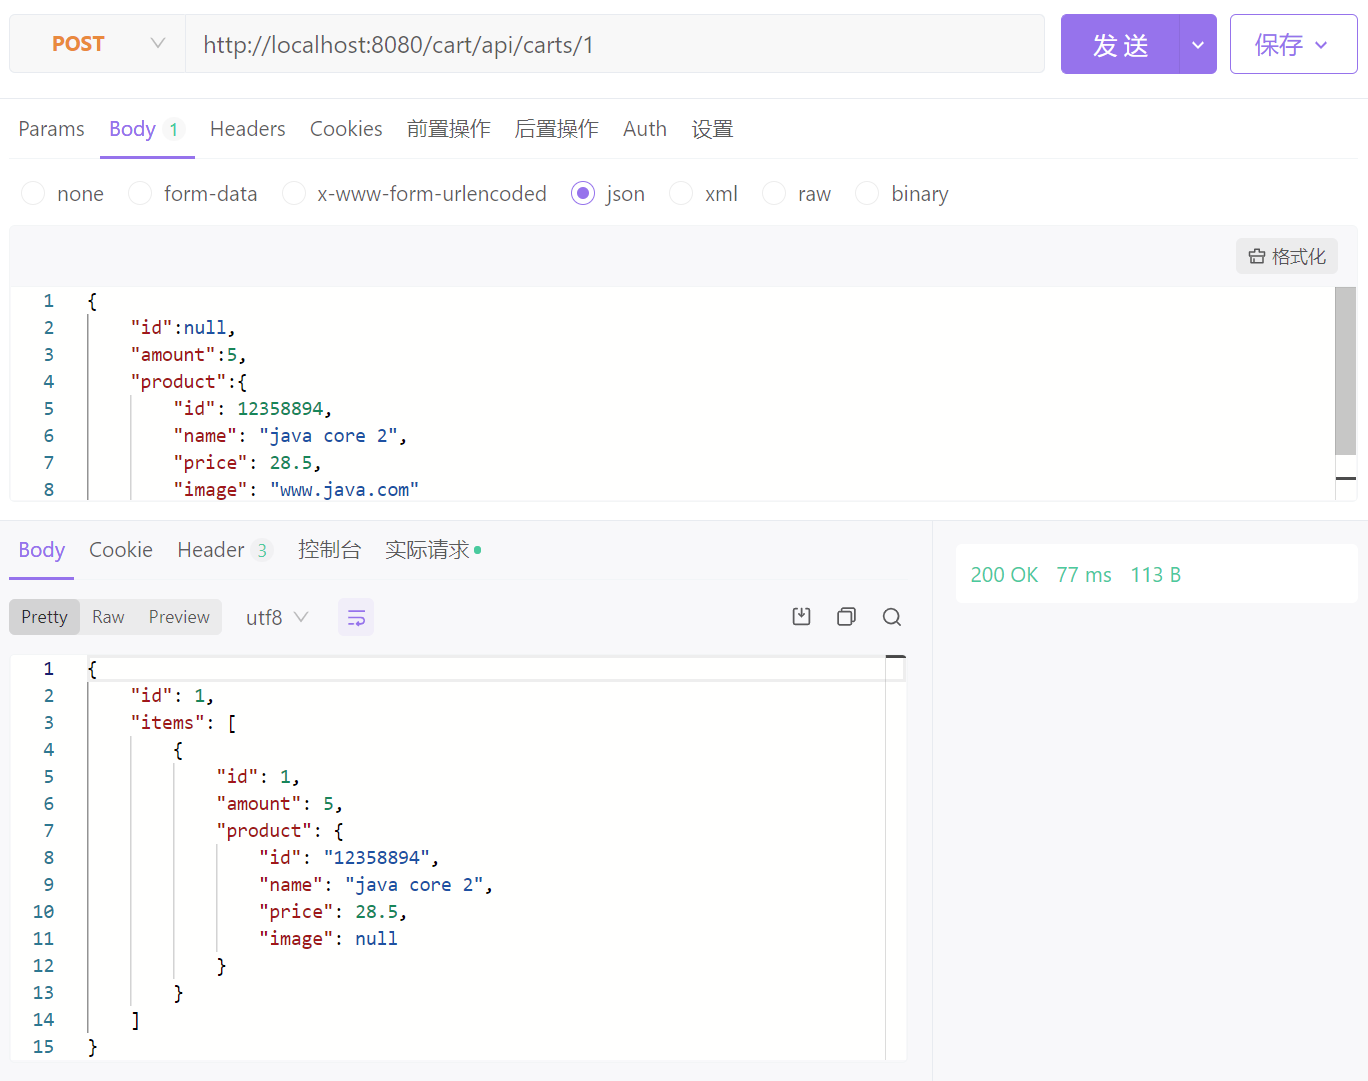 POST http://localhost:8080/cart/api/carts/1 发送 保存
Params Body 1 Headers Cookies 前置操作 后置操作 Auth 设置
none form-data x-www-form-urlencoded json xml raw binary
格式化
1 {
2 "id":null,
3 "amount":5,
4 "product":{
5 "id": 12358894,
6 "name": "java core 2",
7 "price": 28.5,
8 "image": "www.java.com"
Body Cookie Header 3 控制台 实际请求
200 OK 77 ms 113 B
Pretty Raw Preview utf8
1 {
2 "id": 1,
3 "items": [
4 {
5 "id": 1,
6 "amount": 5,
7 "product": {
8 "id": "12358894",
9 "name": "java core 2",
10 "price": 28.5,
11 "image": null
12 }
13 }
14 ]
15 }